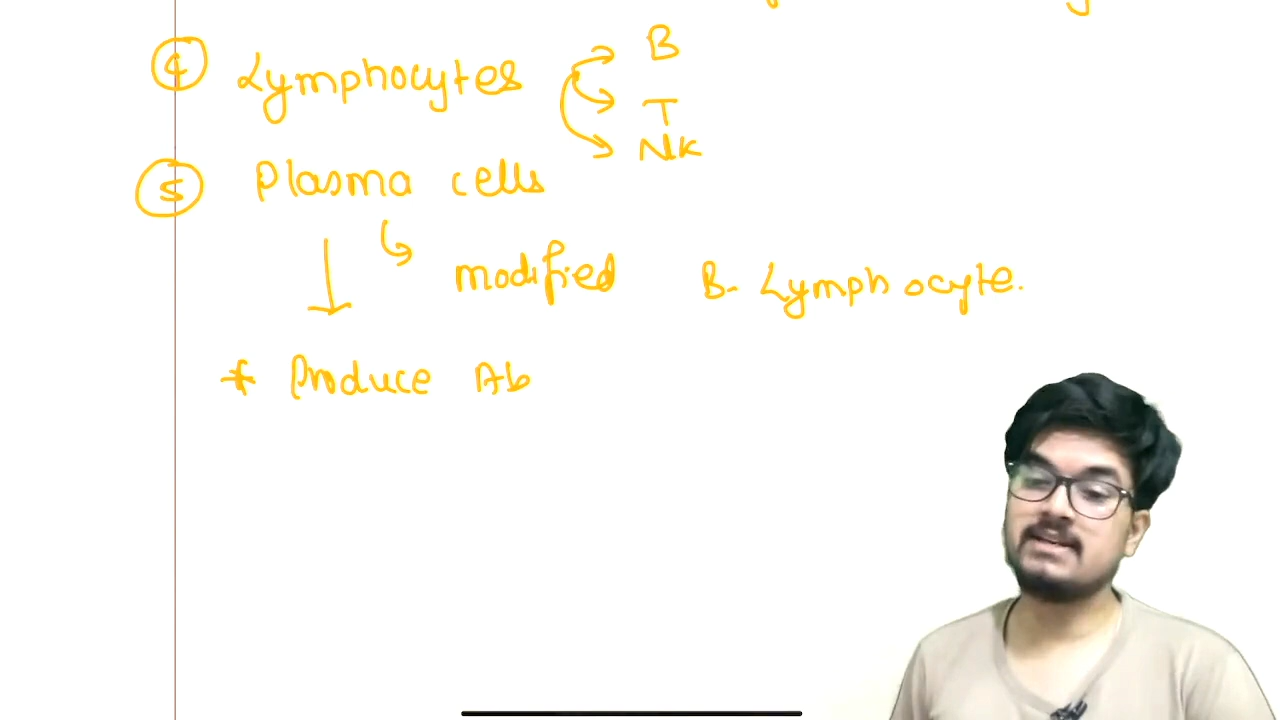 4 Lymphocytes B
T
NK
5 Plasma cells
modified B- Lymphocyte.
* Produce Ab